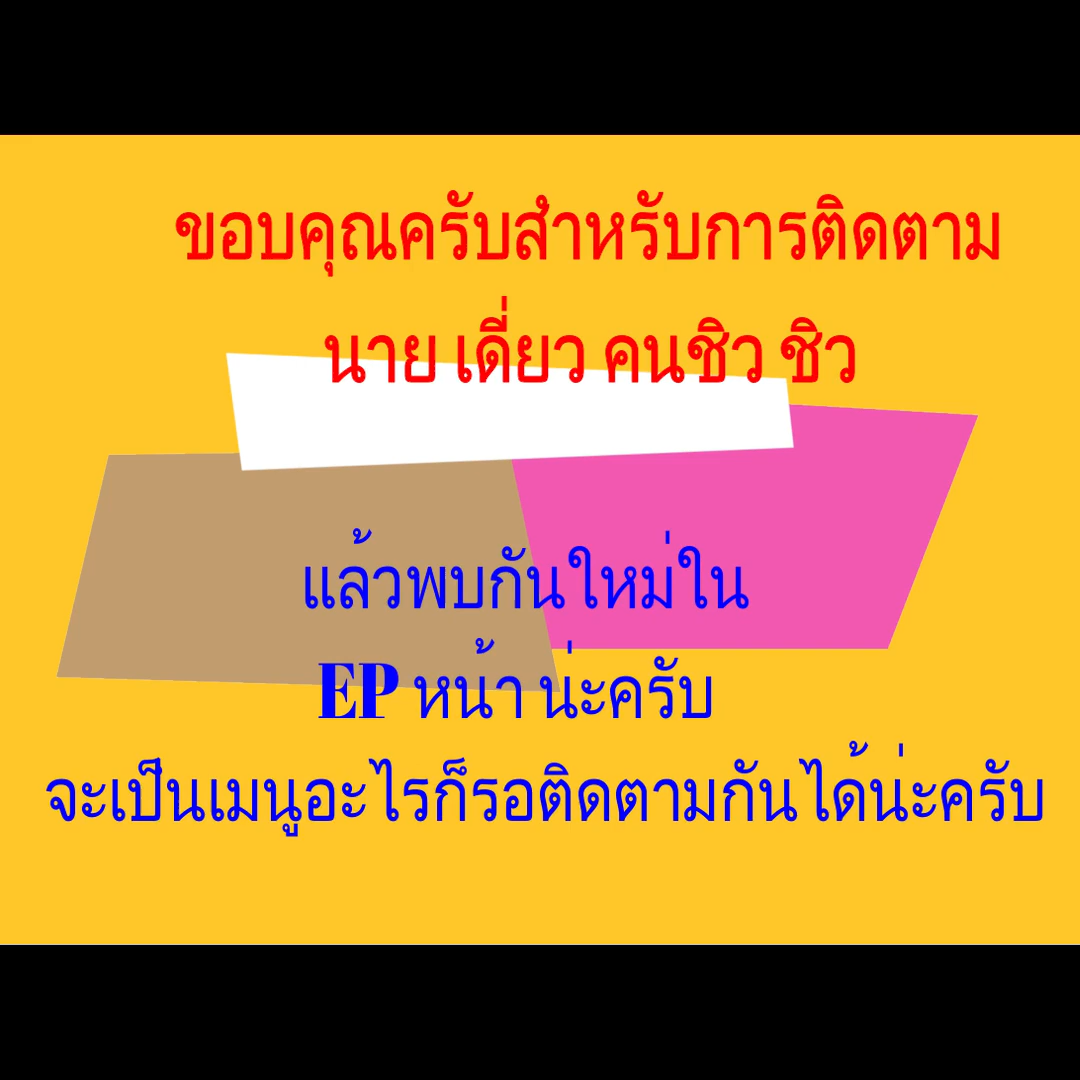 ขอบคุณครับสำหรับการติดตาม
นาย เดี่ยว คนชิว ชิว
แล้วพบกันใหม่ใน
EP หน้า น่ะครับ
จะเป็นเมนูอะไรก็รอติดตามกันได้น่ะครับ